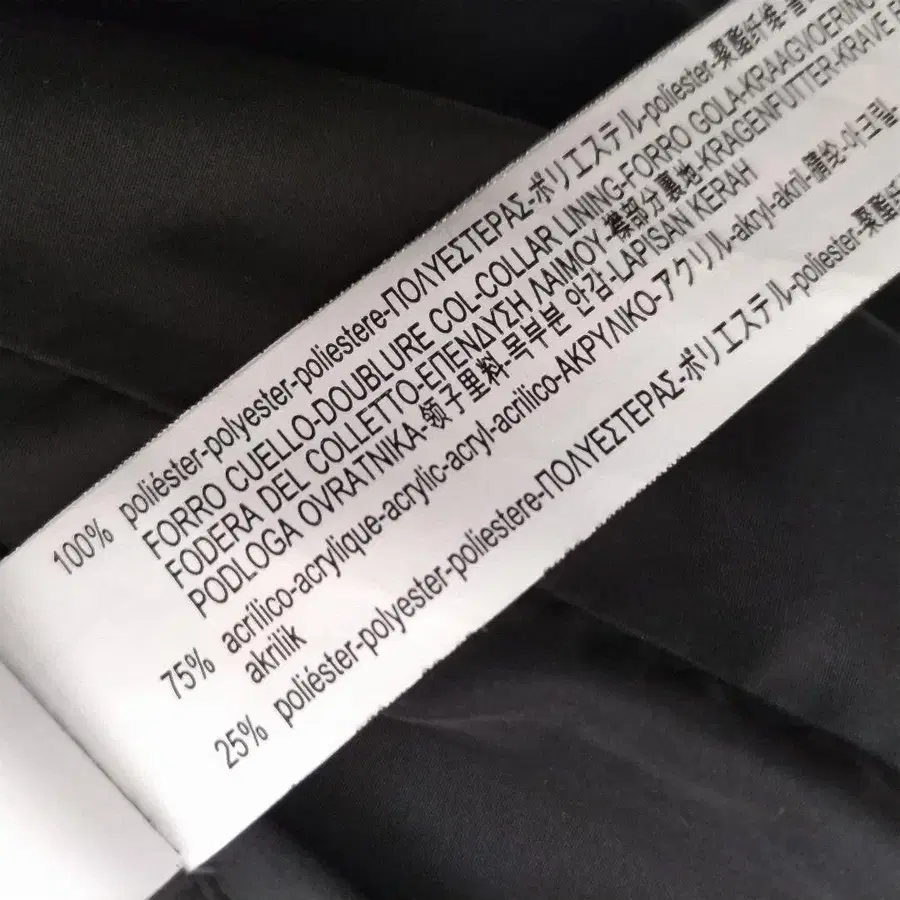 100% poliéster-polyester-poliestere-ΠΟΛΥΕΣΤΕΡΑΣ-ポリエステル-poliester-聚酯纤维-
FORRO CUELLO-DOUBLURE COL-COLLAR LINING-FORRO GOLA-KRAAGVOERING
FODERA DEL COLLETTO-ΕΠΕΝΔΥΣΗ ΛΑΙΜΟΥ-襟部分裏地-KRAGENFUTTER-KRAVE
PODLOGA OVRATNIKA-领子里料-목부분 안감-LAPISAN KERAH
75% acrílico-acrylique-acrylic-acryl-acrilico-ΑΚΡΥΛΙΚΟ-アクリル-akryl-akril-腈纶-아크릴-
akrilik
25% poliéster-polyester-poliestere-ΠΟΛΥΕΣΤΕΡΑΣ-ポリエステル-poliester-聚酯